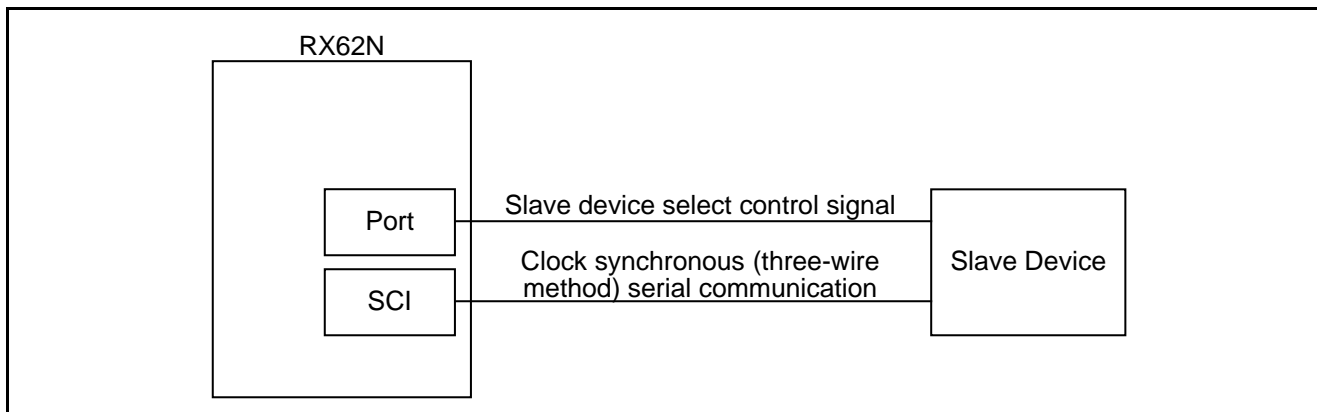 RX62N
Port
Slave device select control signal
Clock synchronous (three-wire
method) serial communication
SCI
Slave Device